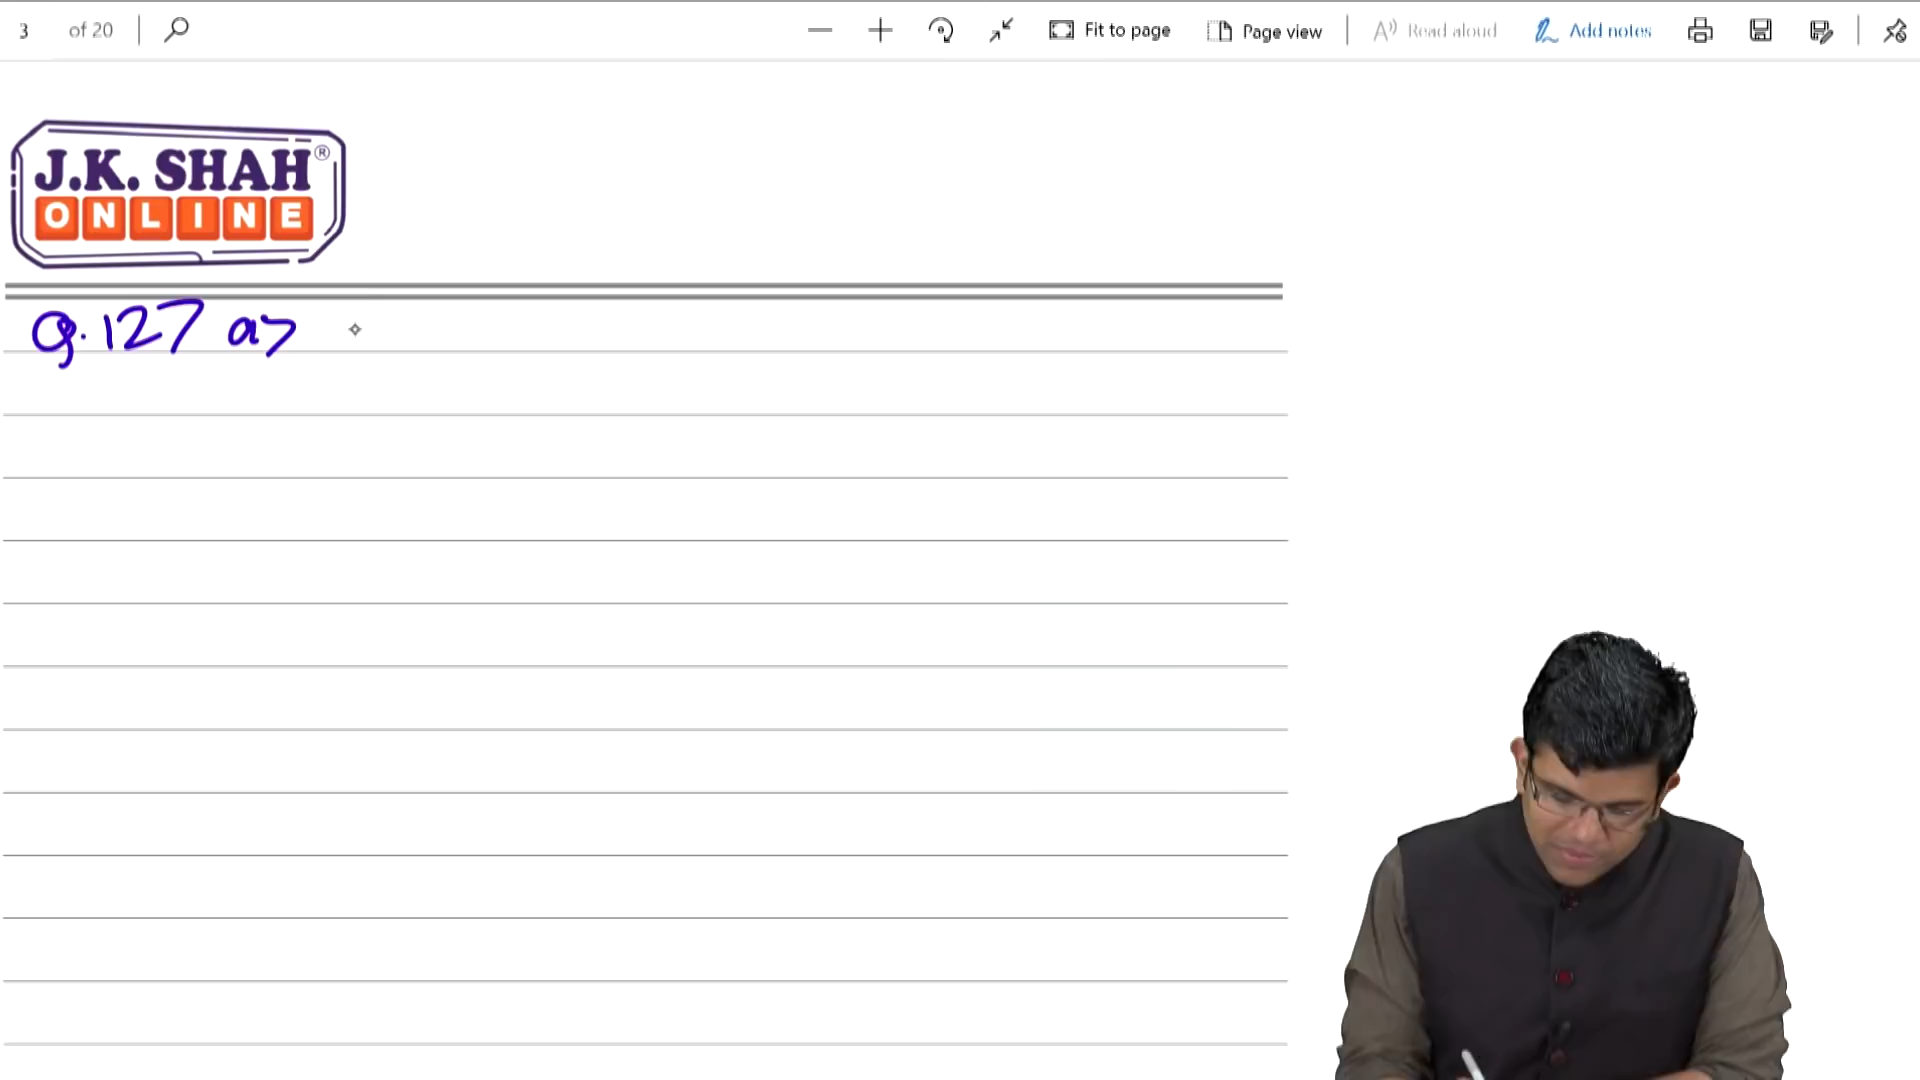 3 of 20 Fit to page Page view Read aloud Add notes
J.K. SHAH®
ONLINE
Q.127 a>